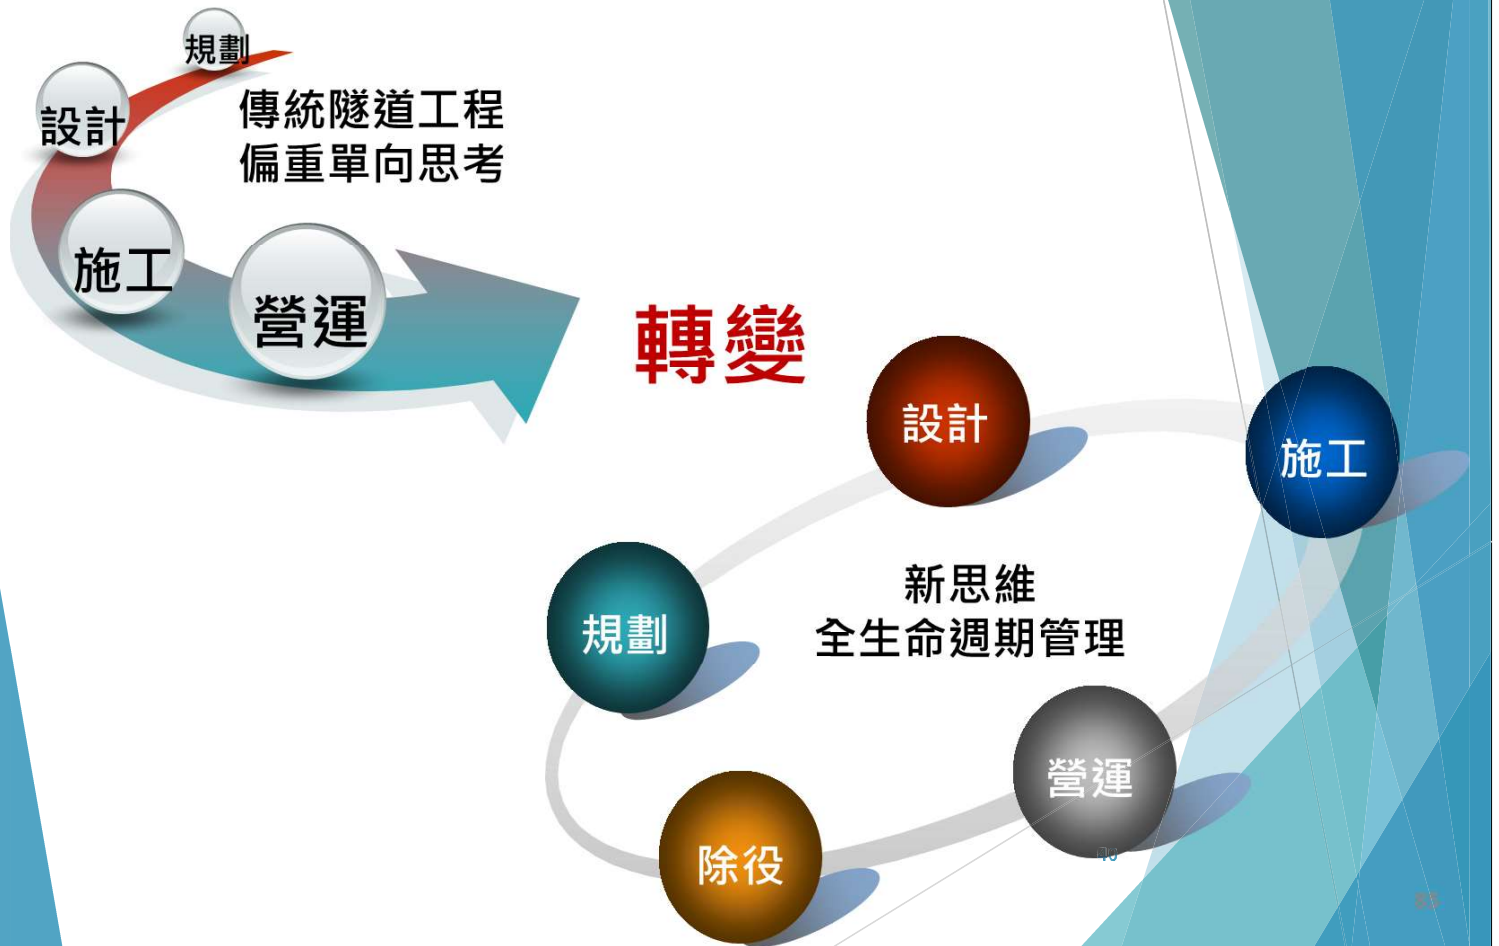 規劃
設計
傳統隧道工程
偏重單向思考
施工
營運
轉變
設計
施工
新思維
全生命週期管理
規劃
營運
除役
40
85